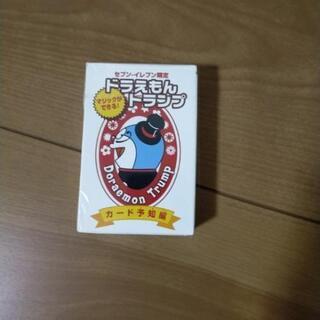 セブン-イレブン限定
ドラえもん
マジックが
できる!
トランプ
Doraemon Trump
カード予知編